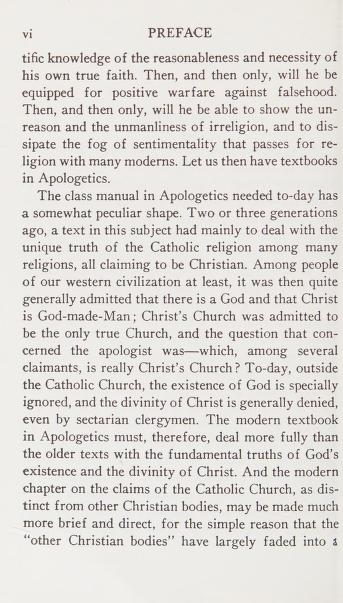 vi PREFACE
tific knowledge of the reasonableness and necessity of
his own true faith. Then, and then only, will he be
equipped for positive warfare against falsehood.
Then, and then only, will he be able to show the un-
reason and the unmanliness of irreligion, and to dis-
sipate the fog of sentimentality that passes for re-
ligion with many moderns. Let us then have textbooks
in Apologetics.
The class manual in Apologetics needed to-day has
a somewhat peculiar shape. Two or three generations
ago, a text in this subject had mainly to deal with the
unique truth of the Catholic religion among many
religions, all claiming to be Christian. Among people
of our western civilization at least, it was then quite
generally admitted that there is a God and that Christ
is God-made-Man; Christ's Church was admitted to
be the only true Church, and the question that con-
cerned the apologist was—which, among several
claimants, is really Christ's Church? To-day, outside
the Catholic Church, the existence of God is specially
ignored, and the divinity of Christ is generally denied,
even by sectarian clergymen. The modern textbook
in Apologetics must, therefore, deal more fully than
the older texts with the fundamental truths of God's
existence and the divinity of Christ. And the modern
chapter on the claims of the Catholic Church, as dis-
tinct from other Christian bodies, may be made much
more brief and direct, for the simple reason that the
"other Christian bodies" have largely faded into a